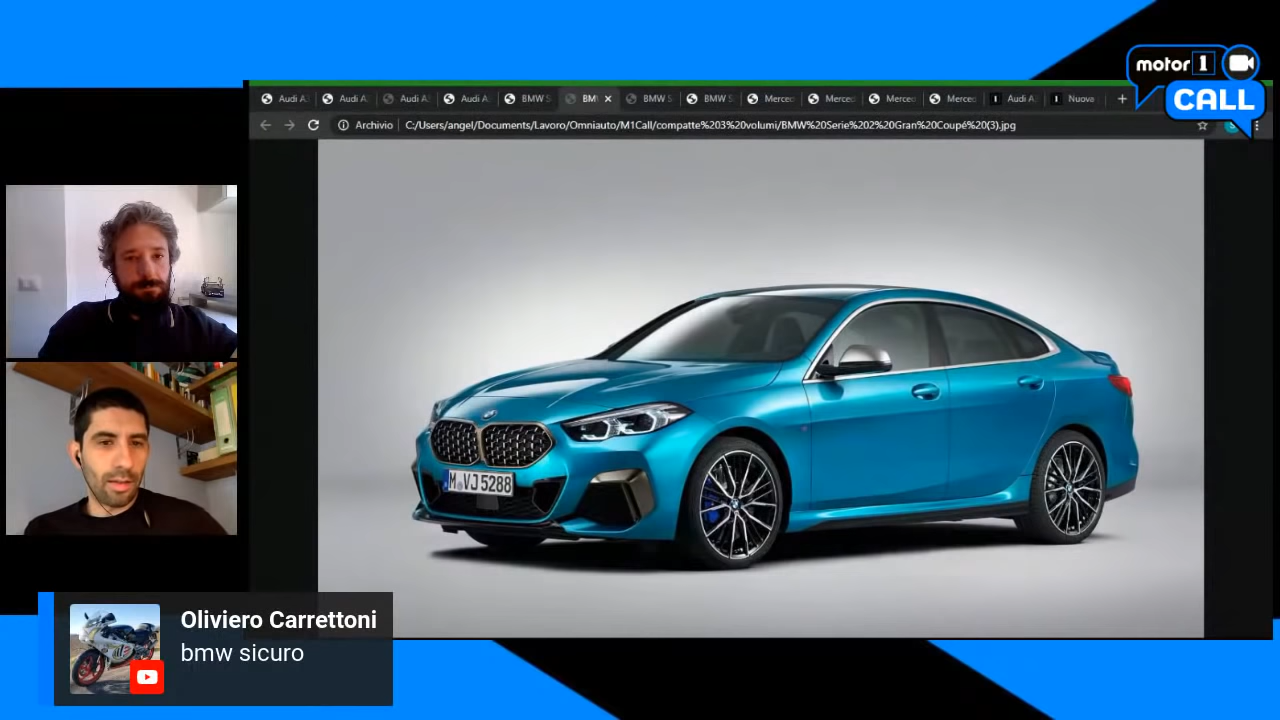 motor1
CALL
Audi A
Audi A
Audi A
Audi A
BMW S
BM
BMW S
BMW S
Merced
Merced
Merced
Merced
Audi A
Nuova
Archivio
C:/Users/angel/Documents/Lavoro/Omniauto/M1Call/compatte%203%20volumi/BMW%20Serie%202%20Gran%20Coupé%20(3).jpg
M VJ 5288
Oliviero Carrettoni
bmw sicuro